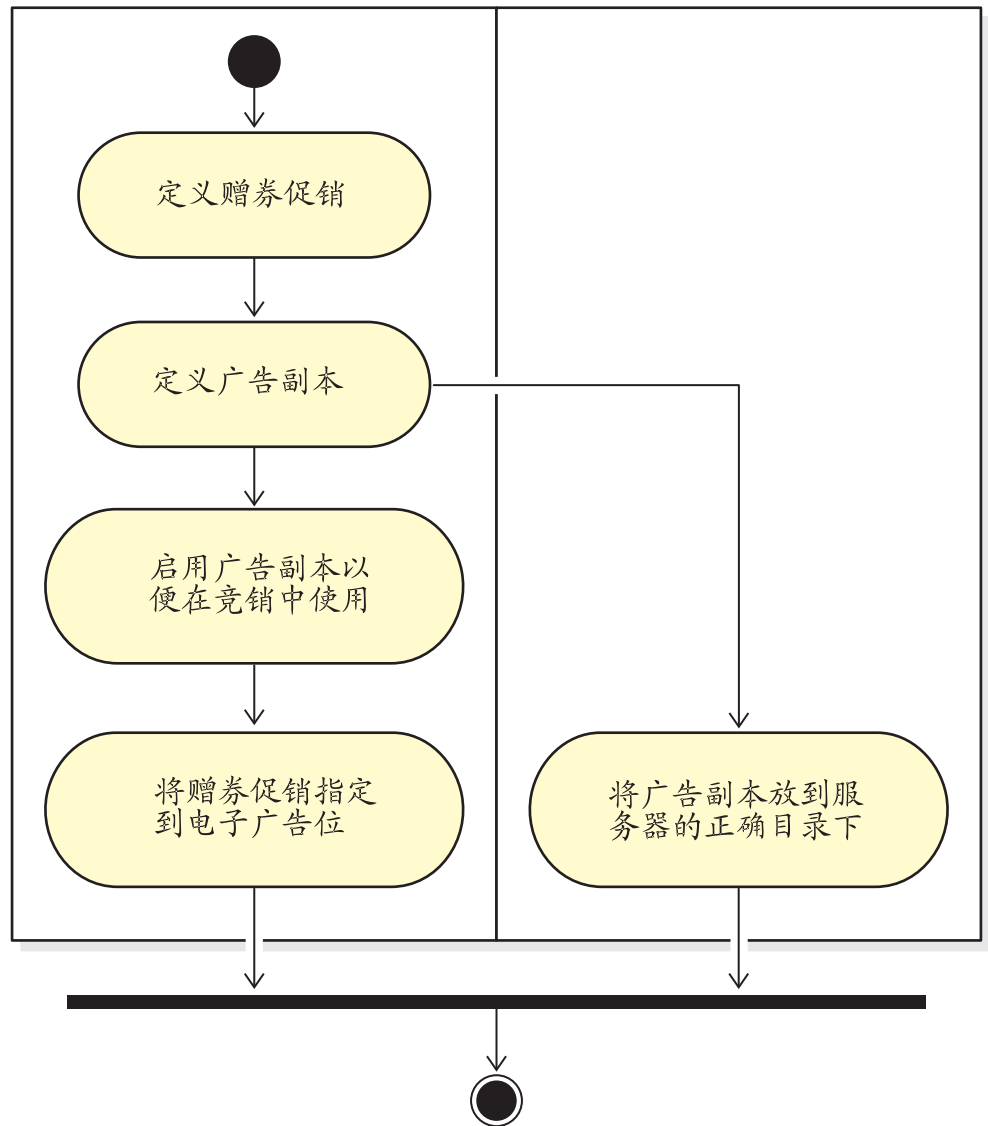 定义赠券促销
定义广告副本
启用广告副本以
便在竞销中使用
将赠券促销指定
到电子广告位
将广告副本放到服
务器的正确目录下